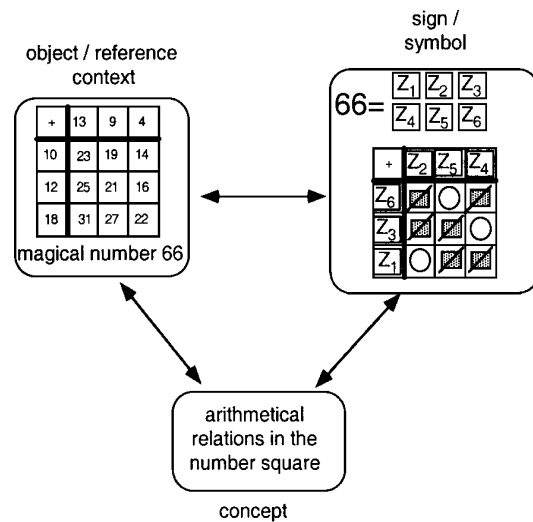 object / reference
context
+ 13 9 4
10 23 19 14
12 25 21 16
18 31 27 22
magical number 66
sign /
symbol
66= Z1 Z2 Z3
Z4 Z5 Z6
+ Z2 Z5 Z4
Z6
Z3
Z1
arithmetical
relations in the
number square
concept